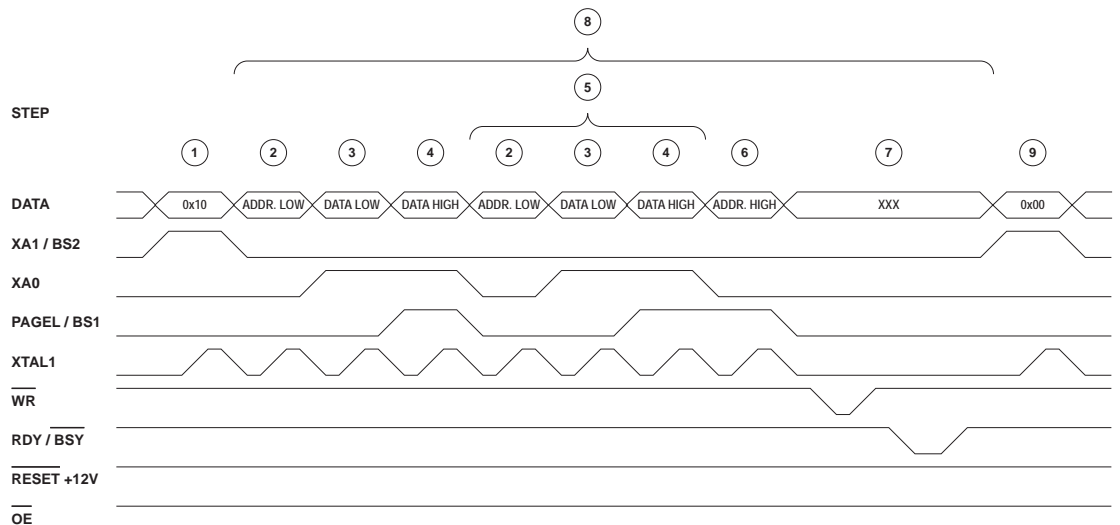 8
5
STEP
1 2 3 4 2 3 4 6 7 9
DATA 0x10 ADDR. LOW DATA LOW DATA HIGH ADDR. LOW DATA LOW DATA HIGH ADDR. HIGH XXX 0x00
XA1 / BS2
XA0
PAGEL / BS1
XTAL1
WR
RDY / BSY
RESET +12V
OE